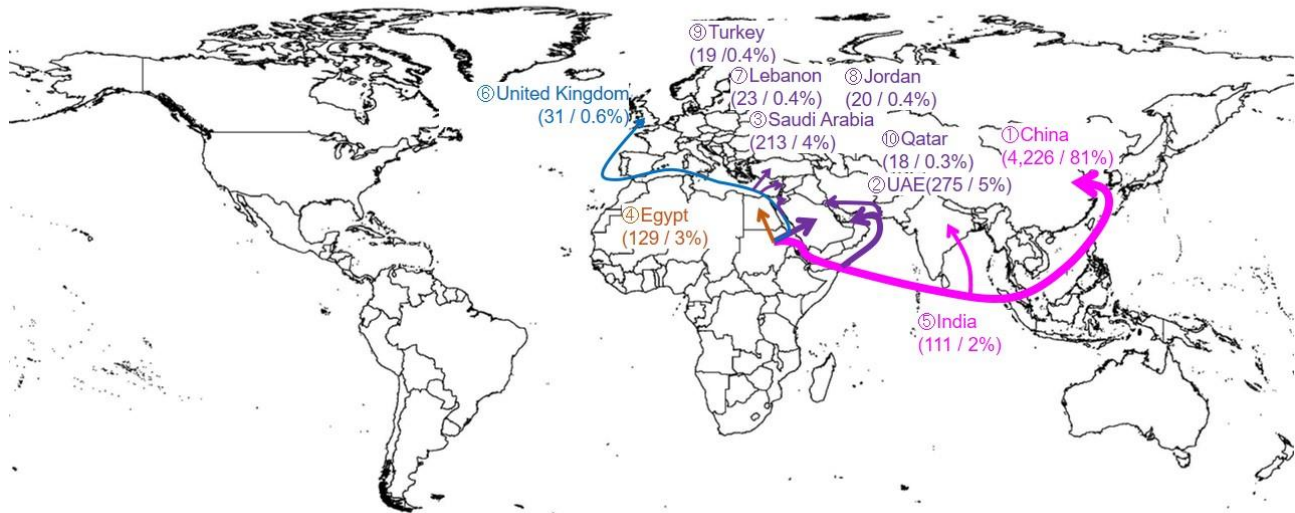 ⑨Turkey
(19 / 0.4%)
⑦Lebanon
(23 / 0.4%)
⑧Jordan
(20 / 0.4%)
⑥United Kingdom
(31 / 0.6%)
③Saudi Arabia
(213 / 4%)
⑩Qatar
(18 / 0.3%)
①China
(4,226 / 81%)
②UAE(275 / 5%)
④Egypt
(129 / 3%)
⑤India
(111 / 2%)